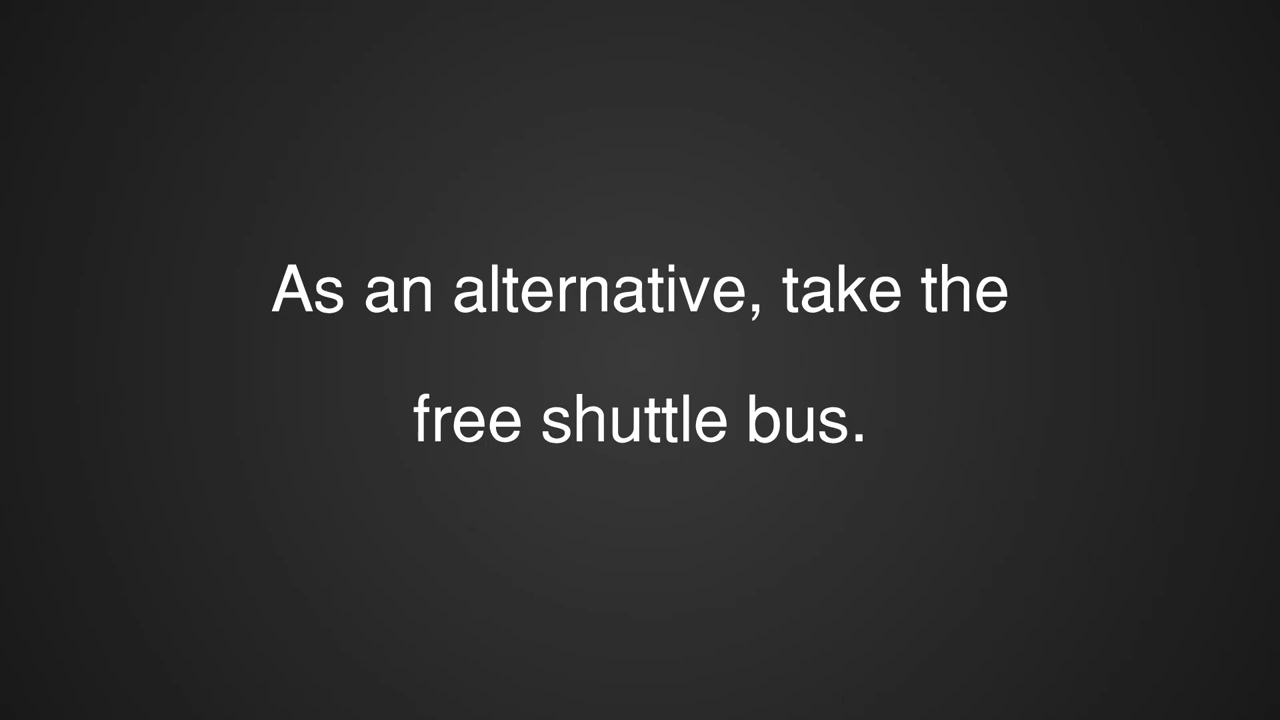 As an alternative, take the
free shuttle bus.